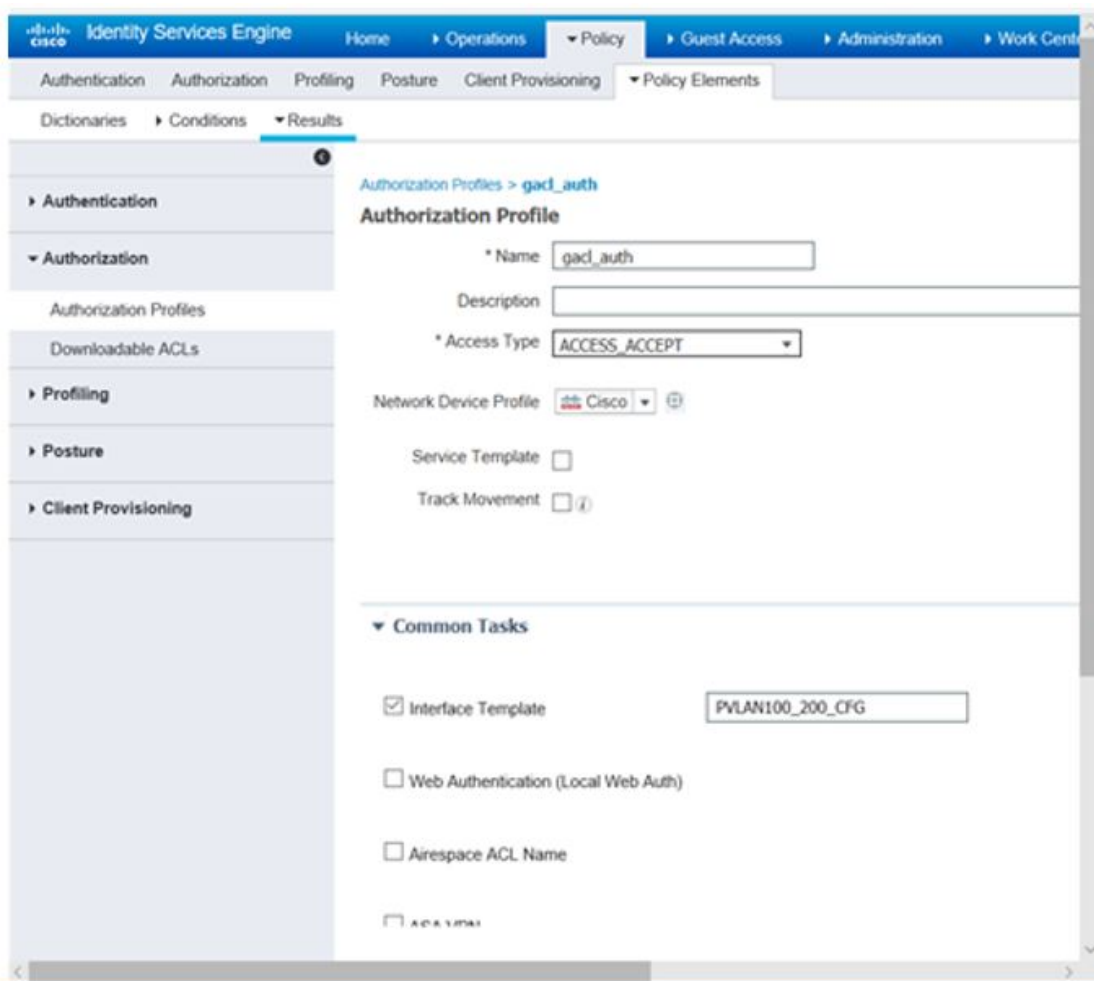 CISCO Identity Services Engine Home Operations Policy Guest Access Administration Work Cent
Authentication Authorization Profiling Posture Client Provisioning Policy Elements
Dictionaries Conditions Results
Authentication
Authorization
Authorization Profiles
Downloadable ACLs
Profiling
Posture
Client Provisioning
Authorization Profiles > gacl_auth
Authorization Profile
* Name gacl_auth
Description
* Access Type ACCESS_ACCEPT
Network Device Profile Cisco
Service Template
Track Movement i
Common Tasks
Interface Template PVLAN100_200_CFG
Web Authentication (Local Web Auth)
Airespace ACL Name